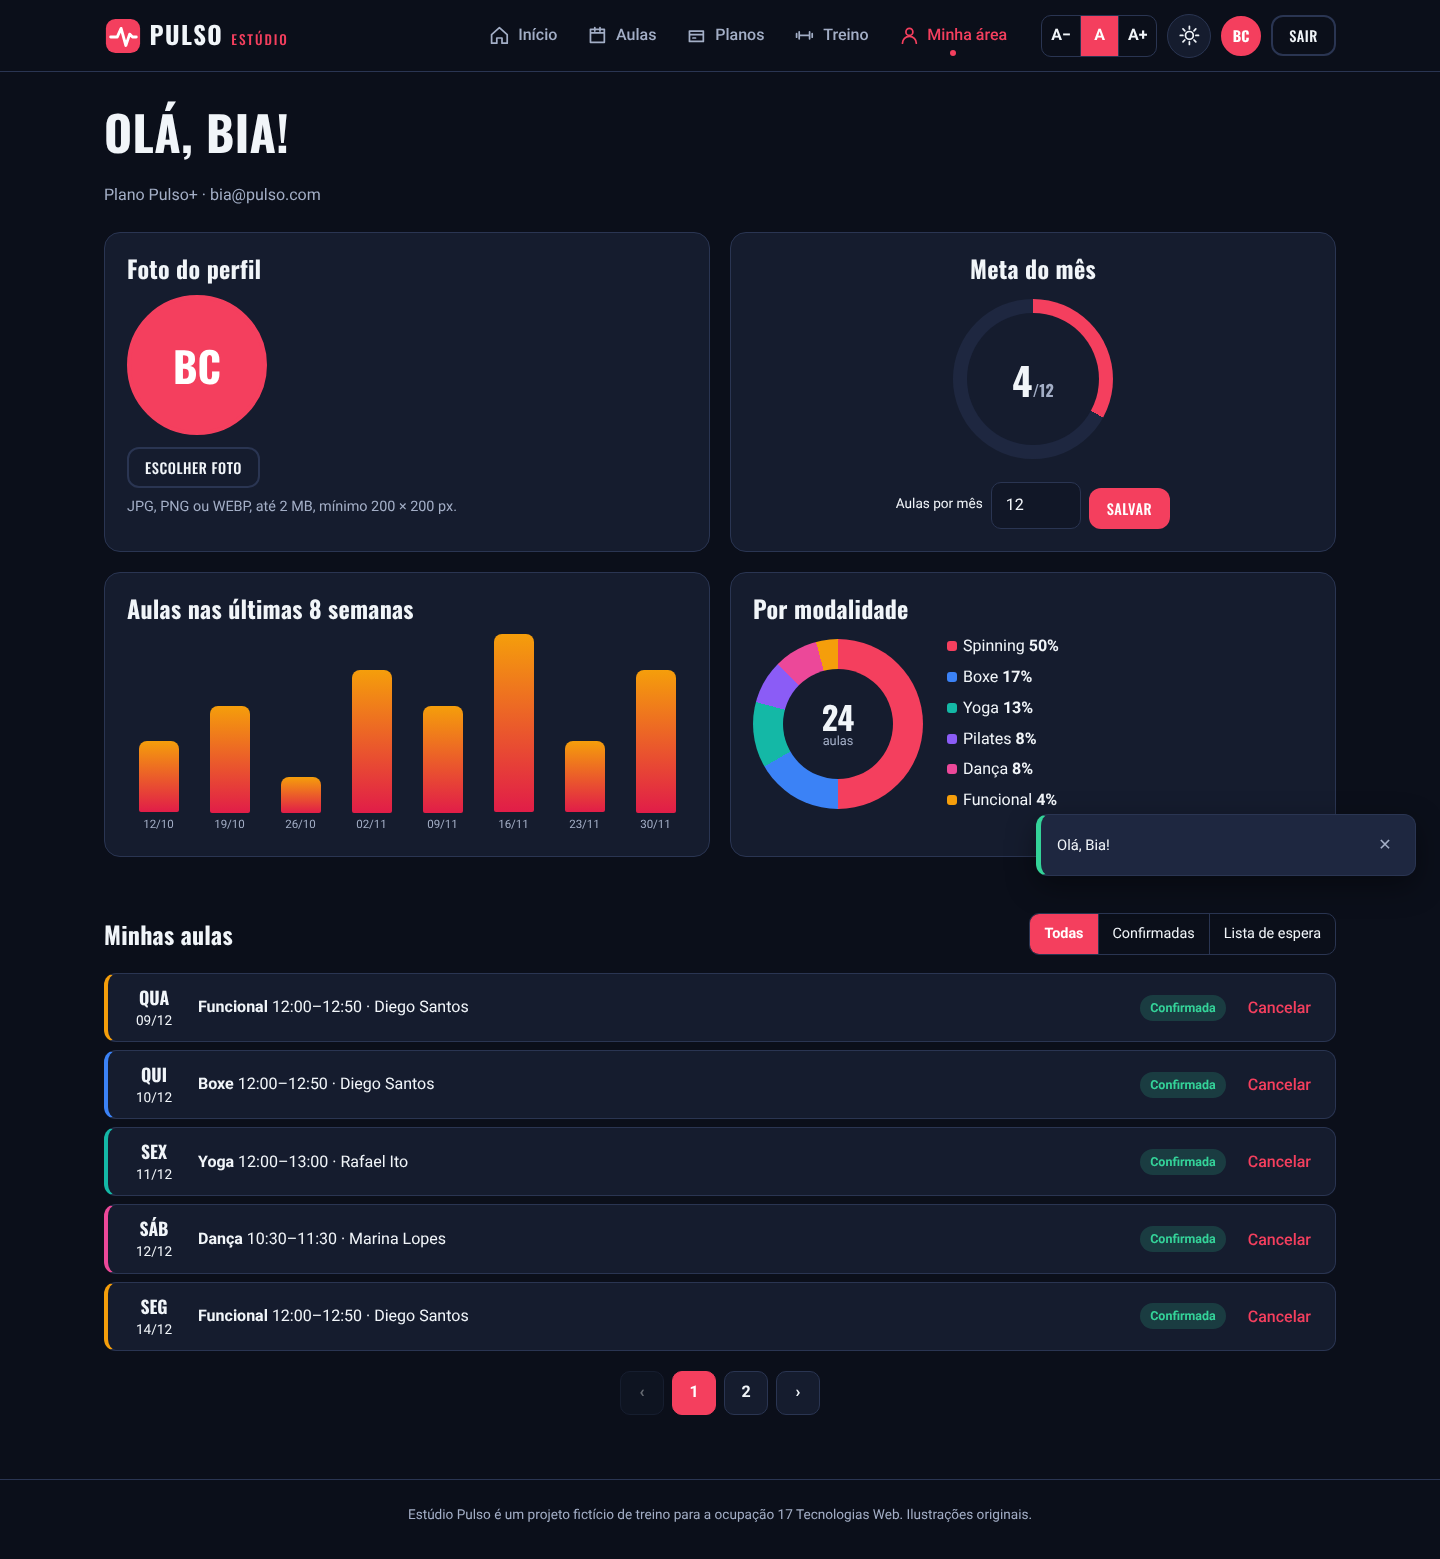 PULSO ESTÚDIO
Início
Aulas
Planos
Treino
Minha área
A−
A
A+
BC
SAIR
OLÁ, BIA!
Plano Pulso+ · bia@pulso.com
Foto do perfil
BC
ESCOLHER FOTO
JPG, PNG ou WEBP, até 2 MB, mínimo 200 × 200 px.
Meta do mês
4/12
Aulas por mês
12
SALVAR
Aulas nas últimas 8 semanas
12/10
19/10
26/10
02/11
09/11
16/11
23/11
30/11
Por modalidade
24
aulas
Spinning 50%
Boxe 17%
Yoga 13%
Pilates 8%
Dança 8%
Funcional 4%
Olá, Bia!
×
Minhas aulas
Todas
Confirmadas
Lista de espera
QUA
09/12
Funcional 12:00–12:50 · Diego Santos
Confirmada
Cancelar
QUI
10/12
Boxe 12:00–12:50 · Diego Santos
Confirmada
Cancelar
SEX
11/12
Yoga 12:00–13:00 · Rafael Ito
Confirmada
Cancelar
SÁB
12/12
Dança 10:30–11:30 · Marina Lopes
Confirmada
Cancelar
SEG
14/12
Funcional 12:00–12:50 · Diego Santos
Confirmada
Cancelar
‹
1
2
›
Estúdio Pulso é um projeto fictício de treino para a ocupação 17 Tecnologias Web. Ilustrações originais.